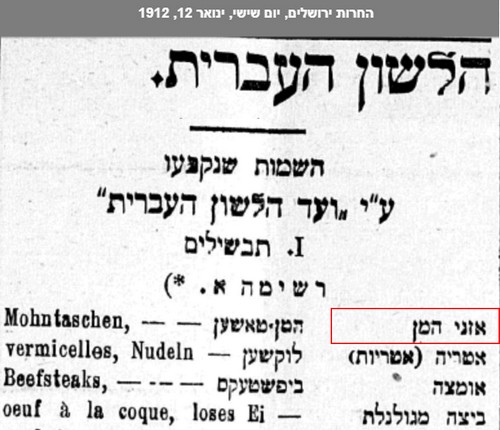 החרות ירושלים, יום שישי, ינואר 12, 1912
הלשון העברית.
השמות שנקבעו
ע"י „ועד הלשון העברית"
I. תבשילים
רשימה א. *)
אזני המן המן־טאשען — — Mohntaschen,
אטריה (אטריות) לוקשען — vermicelles, Nudeln
אומצה ביפשטעקס — — — Beefsteaks,
ביצה מגולגלת — oeuf à la coque, loses Ei